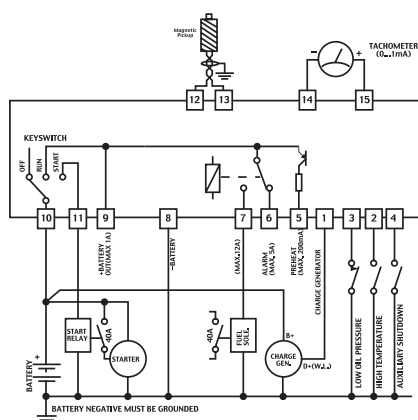 Magnetic
Pickup
TACHOMETER
(0...1mA)
−
+
12
13
14
15
KEYSWITCH
OFF
RUN
START
10
11
9
8
7
6
5
1
3
2
4
+BATTERY
OUT(MAX 1A)
−BATTERY
(MAX.12A)
ALARM
(MAX. 5A)
PREHEAT
(MAX. 200mA)
CHARGE GENERATOR
LOW OIL PRESSURE
HIGH TEMPERATURE
AUXILIARY SHUTDOWN
START
RELAY
40A
STARTER
40A
FUEL
SOLE.
B+
CHARGE
GEN.
D+(W.L.)
BATTERY
+
BATTERY NEGATIVE MUST BE GROUNDED